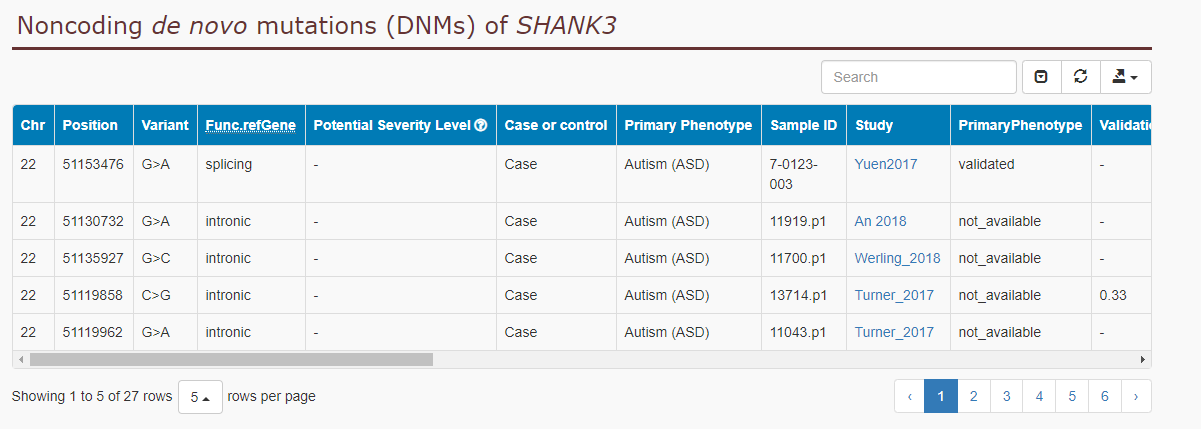 Noncoding de novo mutations (DNMs) of SHANK3
Search
Chr Position Variant Func.refGene Potential Severity Level ? Case or control Primary Phenotype Sample ID Study PrimaryPhenotype Validatio
22 51153476 G>A splicing - Case Autism (ASD) 7-0123-003 Yuen2017 validated -
22 51130732 G>A intronic - Case Autism (ASD) 11919.p1 An 2018 not_available -
22 51135927 G>C intronic - Case Autism (ASD) 11700.p1 Werling_2018 not_available -
22 51119858 C>G intronic - Case Autism (ASD) 13714.p1 Turner_2017 not_available 0.33
22 51119962 G>A intronic - Case Autism (ASD) 11043.p1 Turner_2017 not_available -
Showing 1 to 5 of 27 rows 5 rows per page ‹ 1 2 3 4 5 6 ›